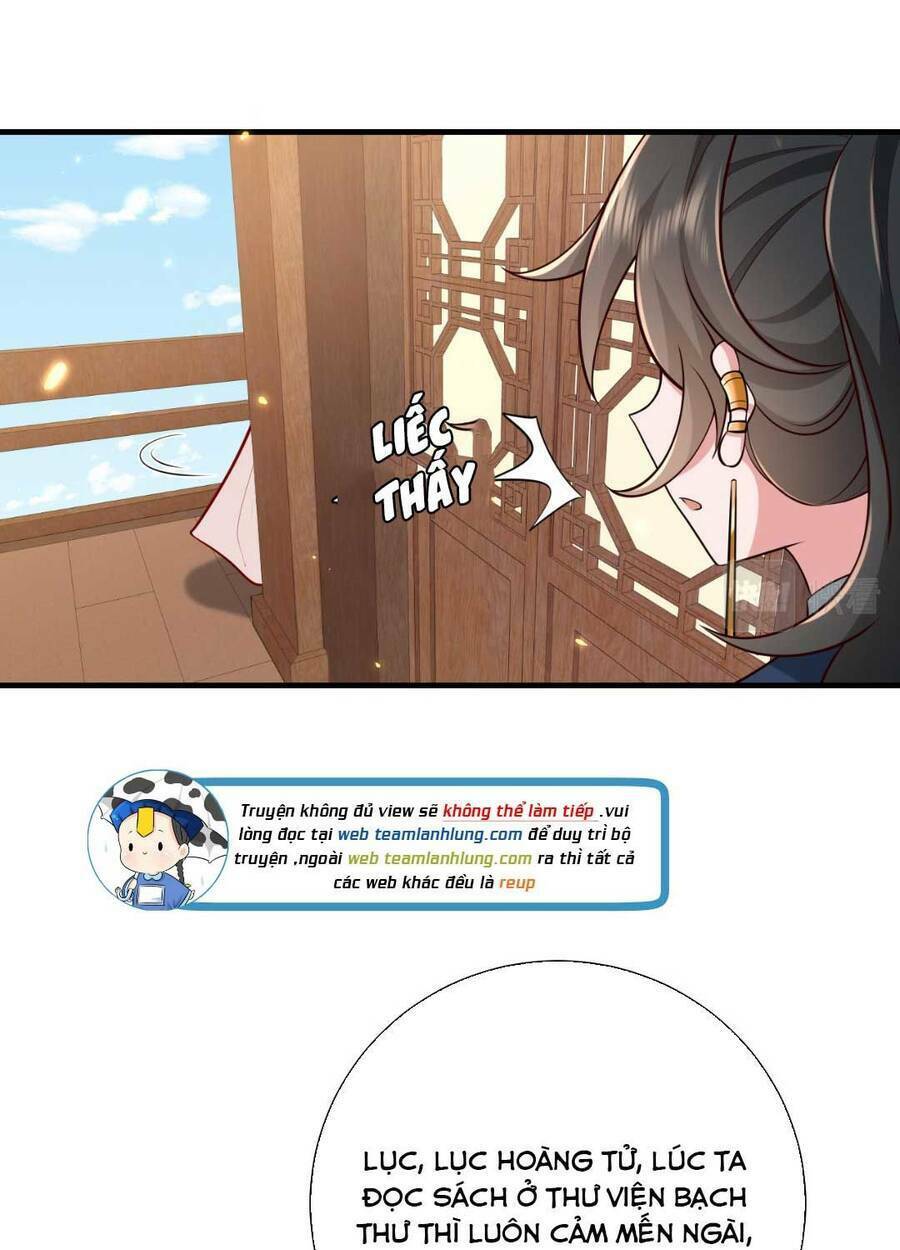 LIẾC
THẤY
Truyện không đủ view sẽ không thể làm tiếp .vui
lòng đọc tại web teamlanhlung.com để duy trì bộ
truyện ,ngoài web teamlanhlung.com ra thì tất cả
các web khác đều là reup
LỤC, LỤC HOÀNG TỬ, LÚC TA
ĐỌC SÁCH Ở THƯ VIỆN BẠCH
THƯ THÌ LUÔN CẢM MẾN NGÀI,